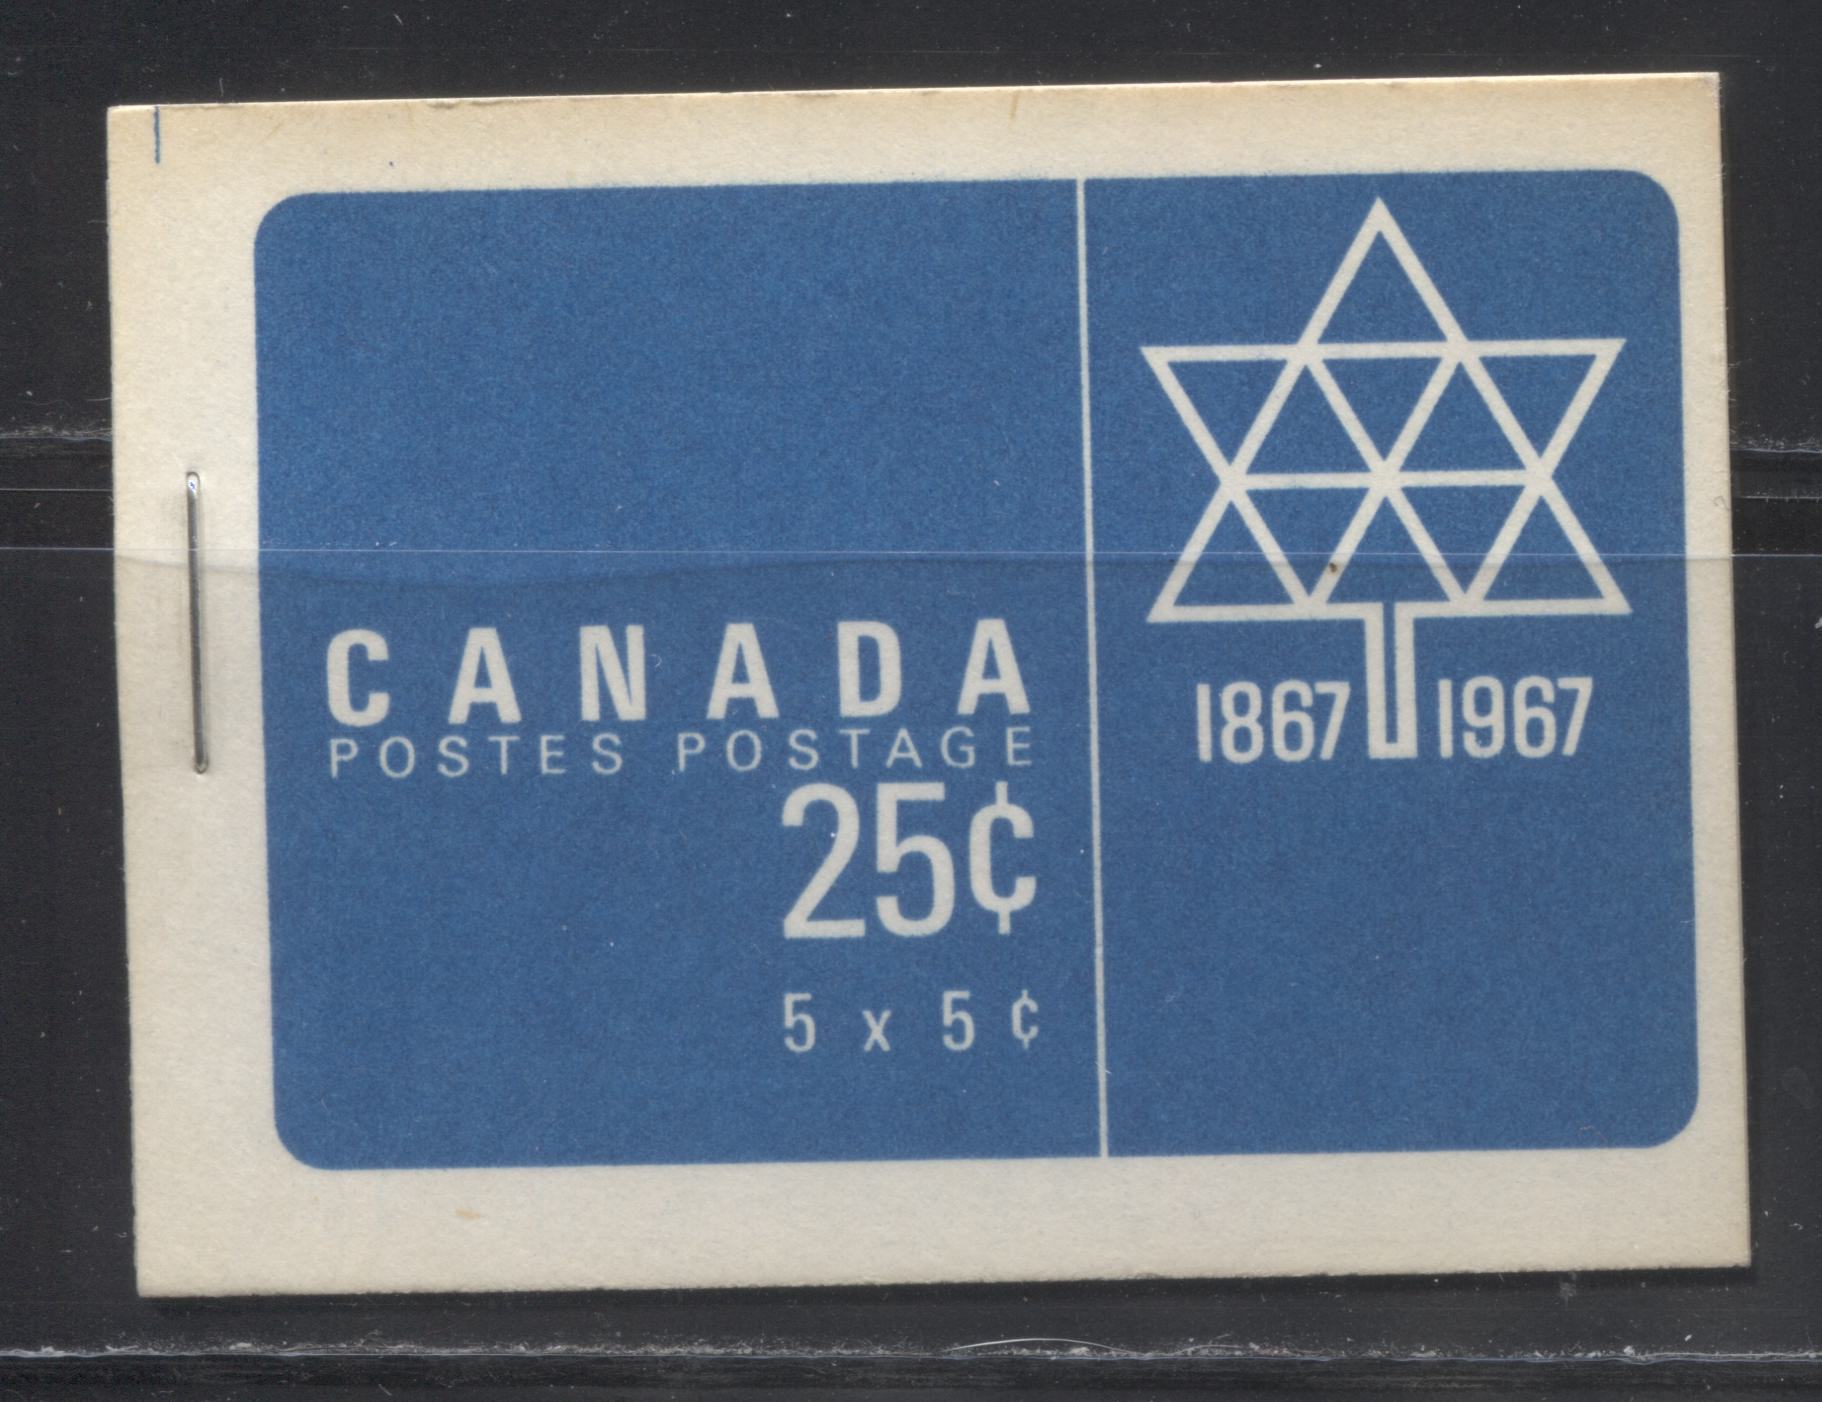 CANADA
POSTES POSTAGE
25¢
5 x 5¢
1867 1967